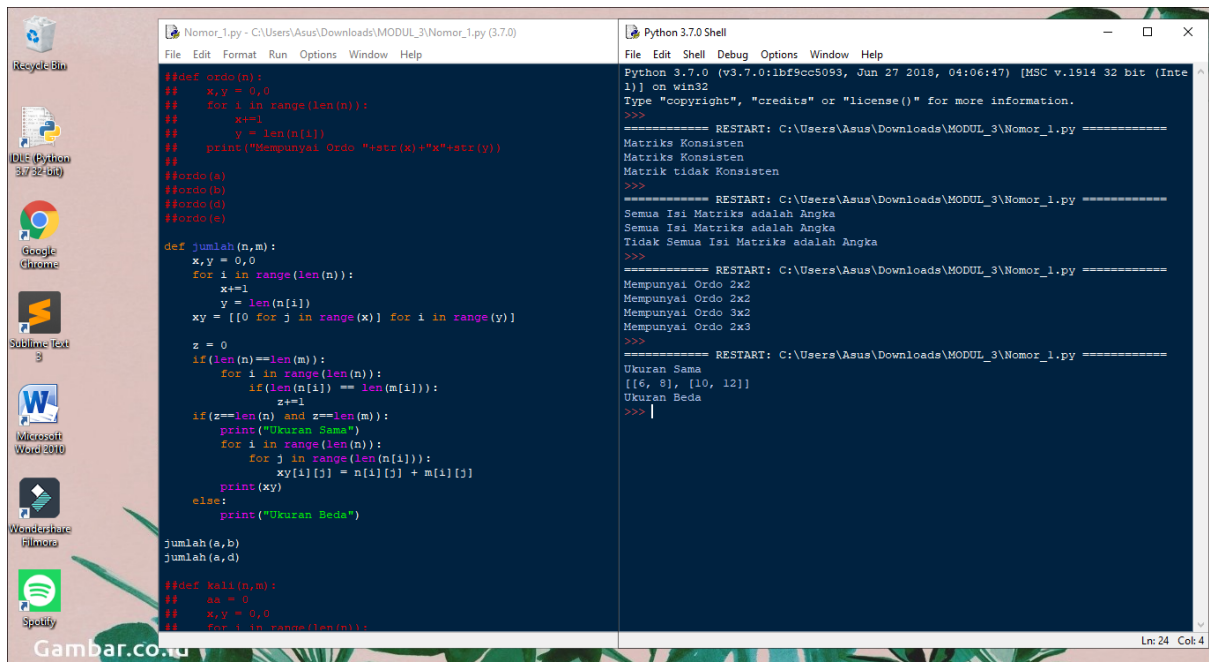 Recycle Bin
IDLE (Python
3.7 32-bit)
Google
Chrome
Sublime Text
3
Microsoft
Word 2010
Wondershare
Filmora
Spotify
Gambar.co.id
Nomor_1.py - C:\Users\Asus\Downloads\MODUL_3\Nomor_1.py (3.7.0)
File Edit Format Run Options Window Help
##def ordo(n):
##    x,y = 0,0
##    for i in range(len(n)):
##        x+=1
##        y = len(n[i])
##    print("Mempunyai Ordo "+str(x)+"x"+str(y))
##
##ordo(a)
##ordo(b)
##ordo(d)
##ordo(e)
def jumlah(n,m):
    x,y = 0,0
    for i in range(len(n)):
        x+=1
        y = len(n[i])
    xy = [[0 for j in range(x)] for i in range(y)]
    z = 0
    if(len(n)==len(m)):
        for i in range(len(n)):
            if(len(n[i]) == len(m[i])):
                z+=1
    if(z==len(n) and z==len(m)):
        print("Ukuran Sama")
        for i in range(len(n)):
            for j in range(len(n[i])):
                xy[i][j] = n[i][j] + m[i][j]
        print(xy)
    else:
        print("Ukuran Beda")
jumlah(a,b)
jumlah(a,d)
##def kali(n,m):
##    aa = 0
##    x,y = 0,0
##    for i in range(len(n)):
Python 3.7.0 Shell
File Edit Shell Debug Options Window Help
Python 3.7.0 (v3.7.0:1bf9cc5093, Jun 27 2018, 04:06:47) [MSC v.1914 32 bit (Inte
l)] on win32
Type "copyright", "credits" or "license()" for more information.
>>>
============ RESTART: C:\Users\Asus\Downloads\MODUL_3\Nomor_1.py ============
Matriks Konsisten
Matriks Konsisten
Matrik tidak Konsisten
>>>
============ RESTART: C:\Users\Asus\Downloads\MODUL_3\Nomor_1.py ============
Semua Isi Matriks adalah Angka
Semua Isi Matriks adalah Angka
Tidak Semua Isi Matriks adalah Angka
>>>
============ RESTART: C:\Users\Asus\Downloads\MODUL_3\Nomor_1.py ============
Mempunyai Ordo 2x2
Mempunyai Ordo 2x2
Mempunyai Ordo 3x2
Mempunyai Ordo 2x3
>>>
============ RESTART: C:\Users\Asus\Downloads\MODUL_3\Nomor_1.py ============
Ukuran Sama
[[6, 8], [10, 12]]
Ukuran Beda
>>>
Ln: 24 Col: 4